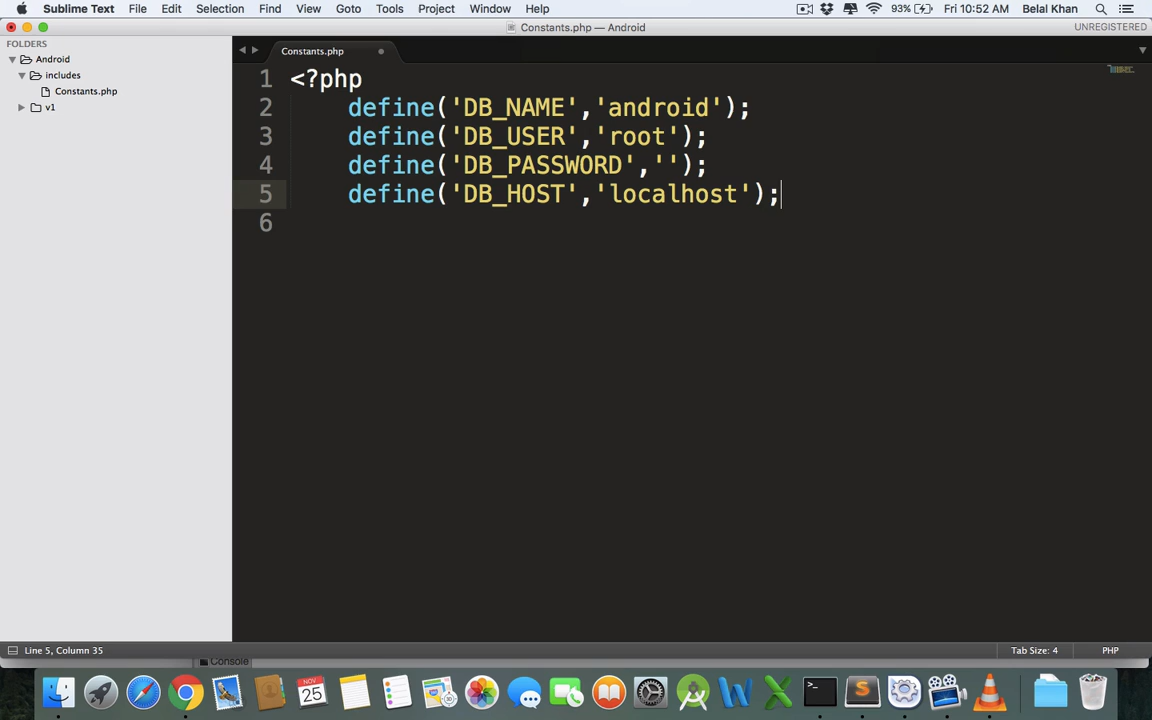 Sublime Text File Edit Selection Find View Goto Tools Project Window Help 93% Fri 10:52 AM Belal Khan
Constants.php — Android UNREGISTERED
FOLDERS
Android
includes
Constants.php
v1
Constants.php
1 <?php
2 define('DB_NAME','android');
3 define('DB_USER','root');
4 define('DB_PASSWORD','');
5 define('DB_HOST','localhost');
6
Line 5, Column 35 Tab Size: 4 PHP
Console
NOV
25